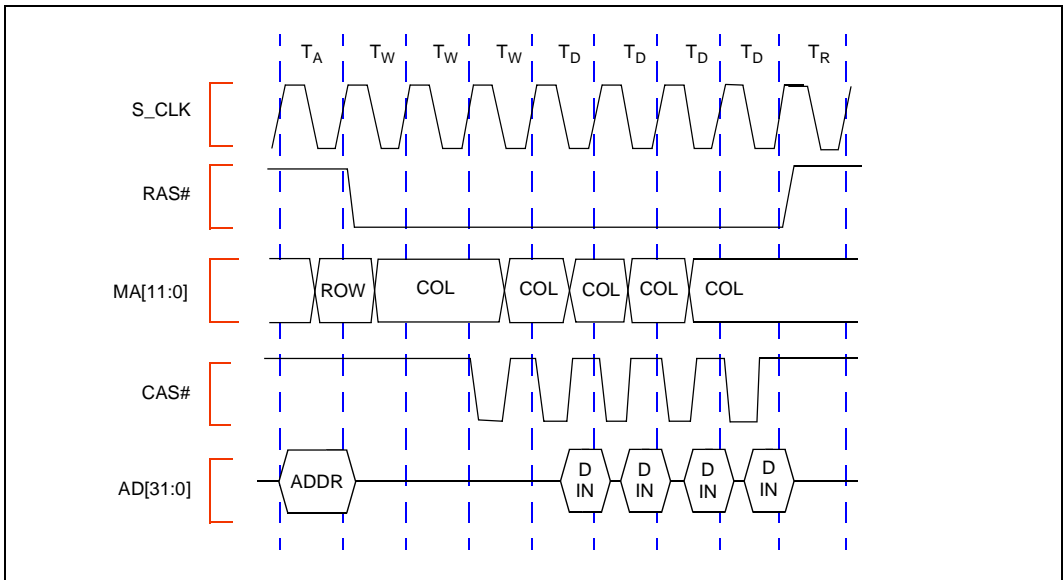 TA TW TW TW TD TD TD TD TR
S_CLK
RAS#
MA[11:0] ROW COL COL COL COL COL
CAS#
AD[31:0] ADDR D IN D IN D IN D IN